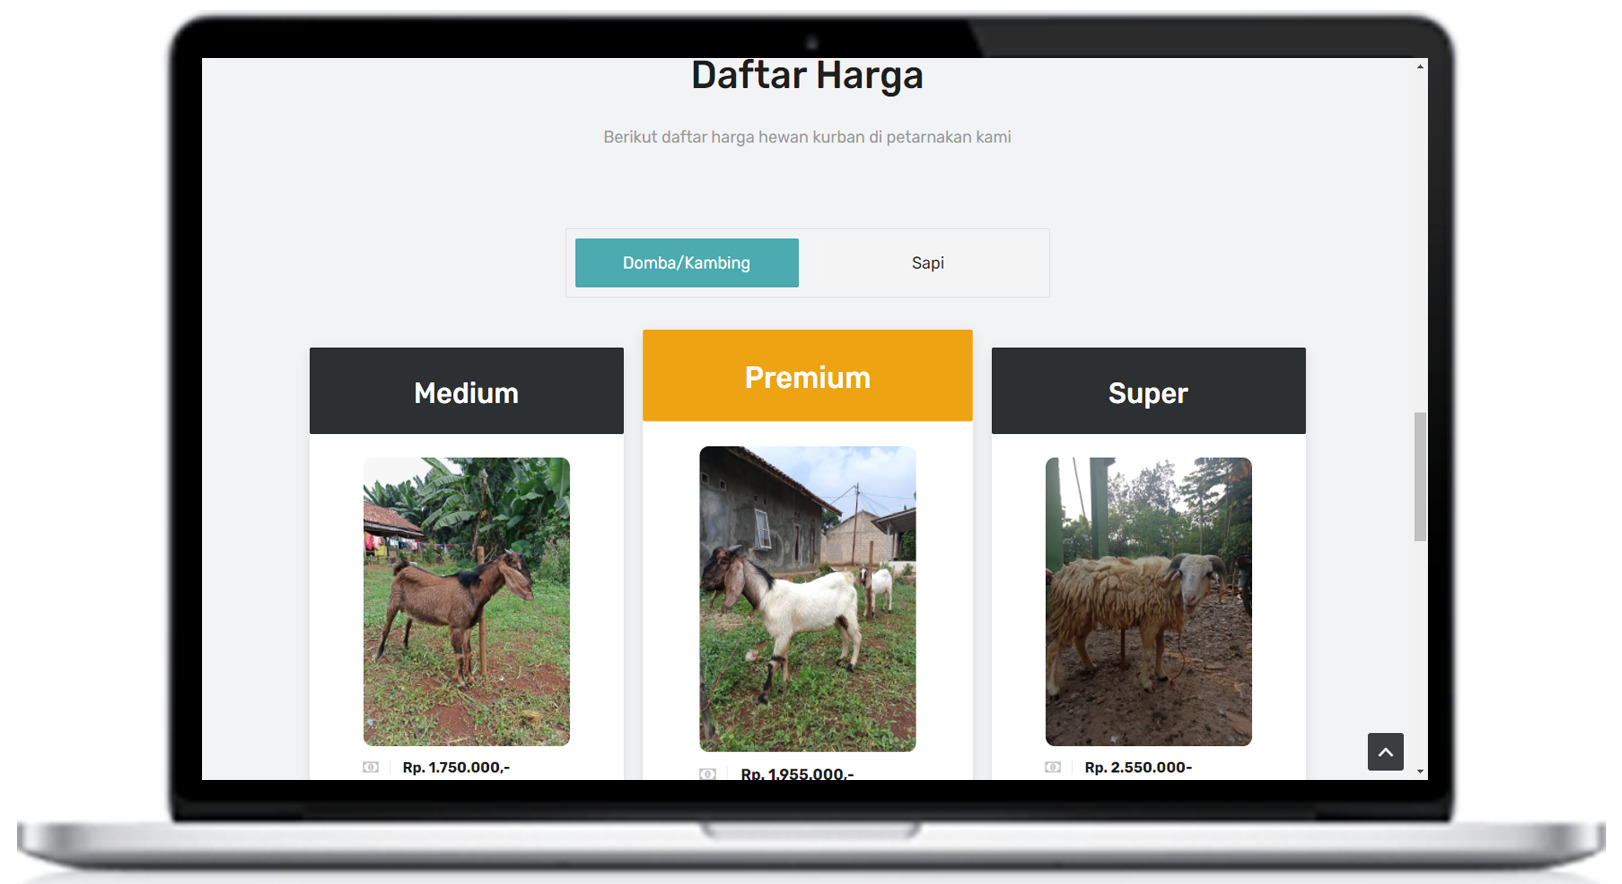 Daftar Harga
Berikut daftar harga hewan kurban di petarnakan kami
Domba/Kambing
Sapi
Medium
Premium
Super
Rp. 1.750.000,-
Rp. 1.955.000,-
Rp. 2.550.000-